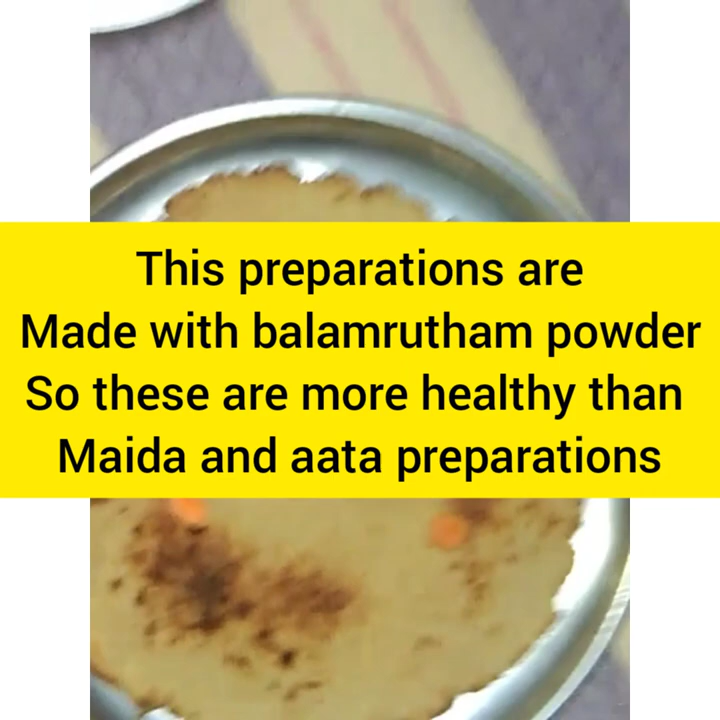 This preparations are
Made with balamrutham powder
So these are more healthy than
Maida and aata preparations